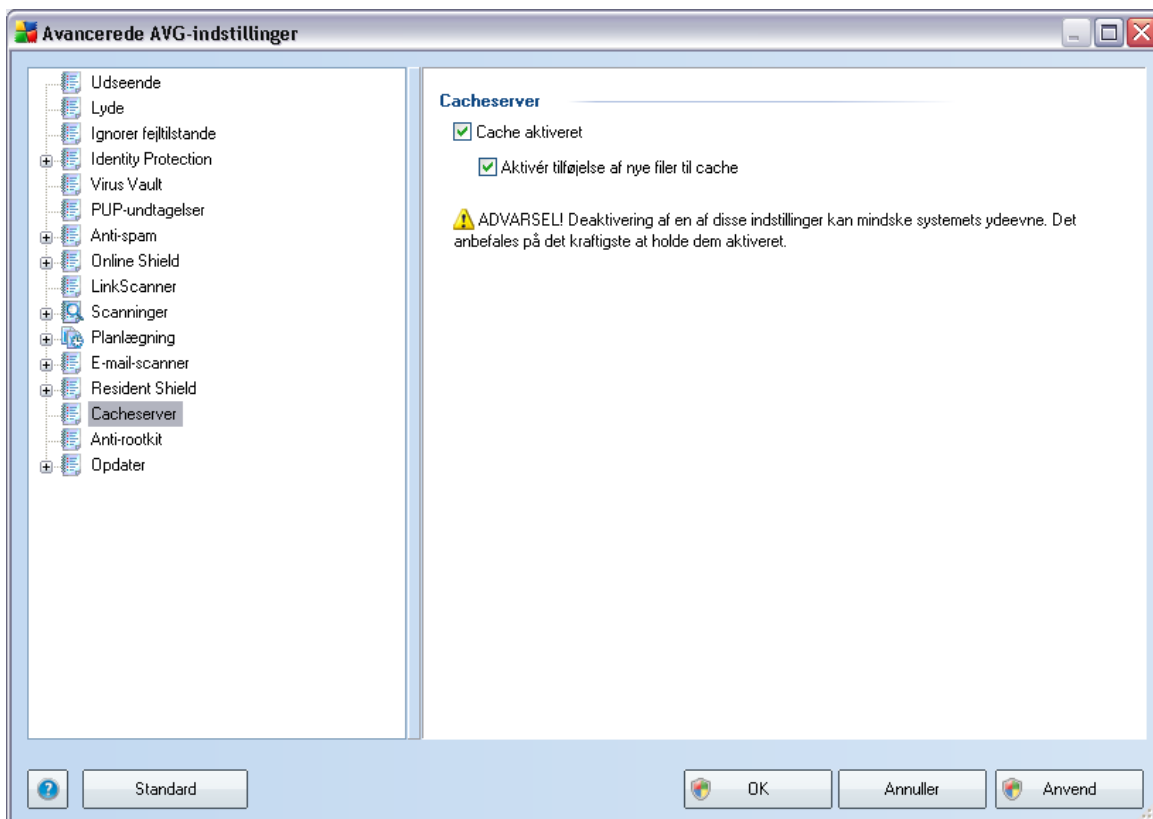 Avancerede AVG-indstillinger
Udseende
Lyde
Ignorer fejltilstande
Identity Protection
Virus Vault
PUP-undtagelser
Anti-spam
Online Shield
LinkScanner
Scanninger
Planlægning
E-mail-scanner
Resident Shield
Cacheserver
Anti-rootkit
Opdater
Cacheserver
Cache aktiveret
Aktivér tilføjelse af nye filer til cache
ADVARSEL! Deaktivering af en af disse indstillinger kan mindske systemets ydeevne. Det
anbefales på det kraftigste at holde dem aktiveret.
Standard
OK
Annuller
Anvend